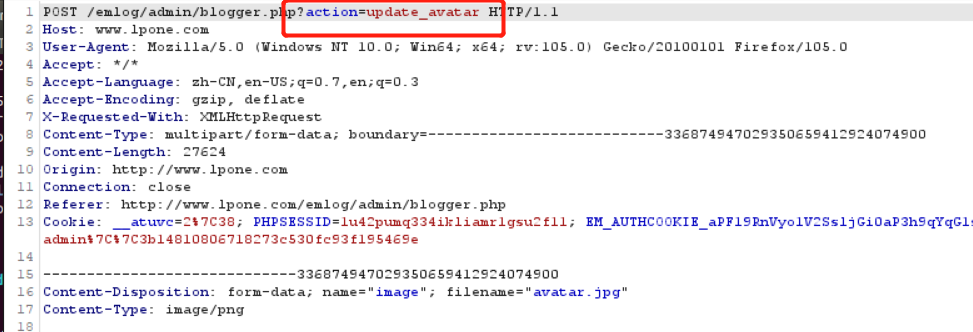 1 POST /emlog/admin/blogger.php?action=update_avatar HTTP/1.1
2 Host: www.lpone.com
3 User-Agent: Mozilla/5.0 (Windows NT 10.0; Win64; x64; rv:105.0) Gecko/20100101 Firefox/105.0
4 Accept: */*
5 Accept-Language: zh-CN,en-US;q=0.7,en;q=0.3
6 Accept-Encoding: gzip, deflate
7 X-Requested-With: XMLHttpRequest
8 Content-Type: multipart/form-data; boundary=---------------------------336874947029350659412924074900
9 Content-Length: 27624
10 Origin: http://www.lpone.com
11 Connection: close
12 Referer: http://www.lpone.com/emlog/admin/blogger.php
13 Cookie: __atuvc=2%7C38;
admin%7C%7C3b14810806718273c530fc93f195469e
14
15 -----------------------------336874947029350659412924074900
16 Content-Disposition: form-data; name="image"; filename="avatar.jpg"
17 Content-Type: image/png
18